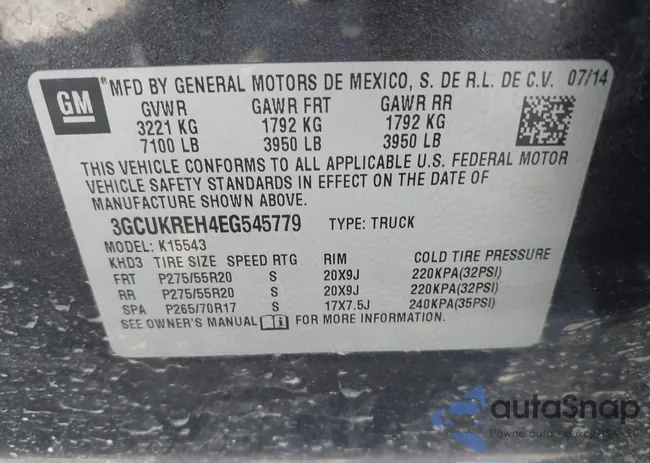 GM
MFD BY GENERAL MOTORS DE MEXICO, S. DE R.L. DE C.V. 07/14
GVWR GAWR FRT GAWR RR
3221 KG 1792 KG 1792 KG
7100 LB 3950 LB 3950 LB
THIS VEHICLE CONFORMS TO ALL APPLICABLE U.S. FEDERAL MOTOR
VEHICLE SAFETY STANDARDS IN EFFECT ON THE DATE OF
MANUFACTURE SHOWN ABOVE.
3GCUKREH4EG545779 TYPE: TRUCK
MODEL: K15543
KHD3 TIRE SIZE SPEED RTG RIM COLD TIRE PRESSURE
FRT P275/55R20 S 20X9J 220KPA(32PSI)
RR P275/55R20 S 20X9J 220KPA(32PSI)
SPA P265/70R17 S 17X7.5J 240KPA(35PSI)
SEE OWNER'S MANUAL FOR MORE INFORMATION.
autaSnap
Pewne auta